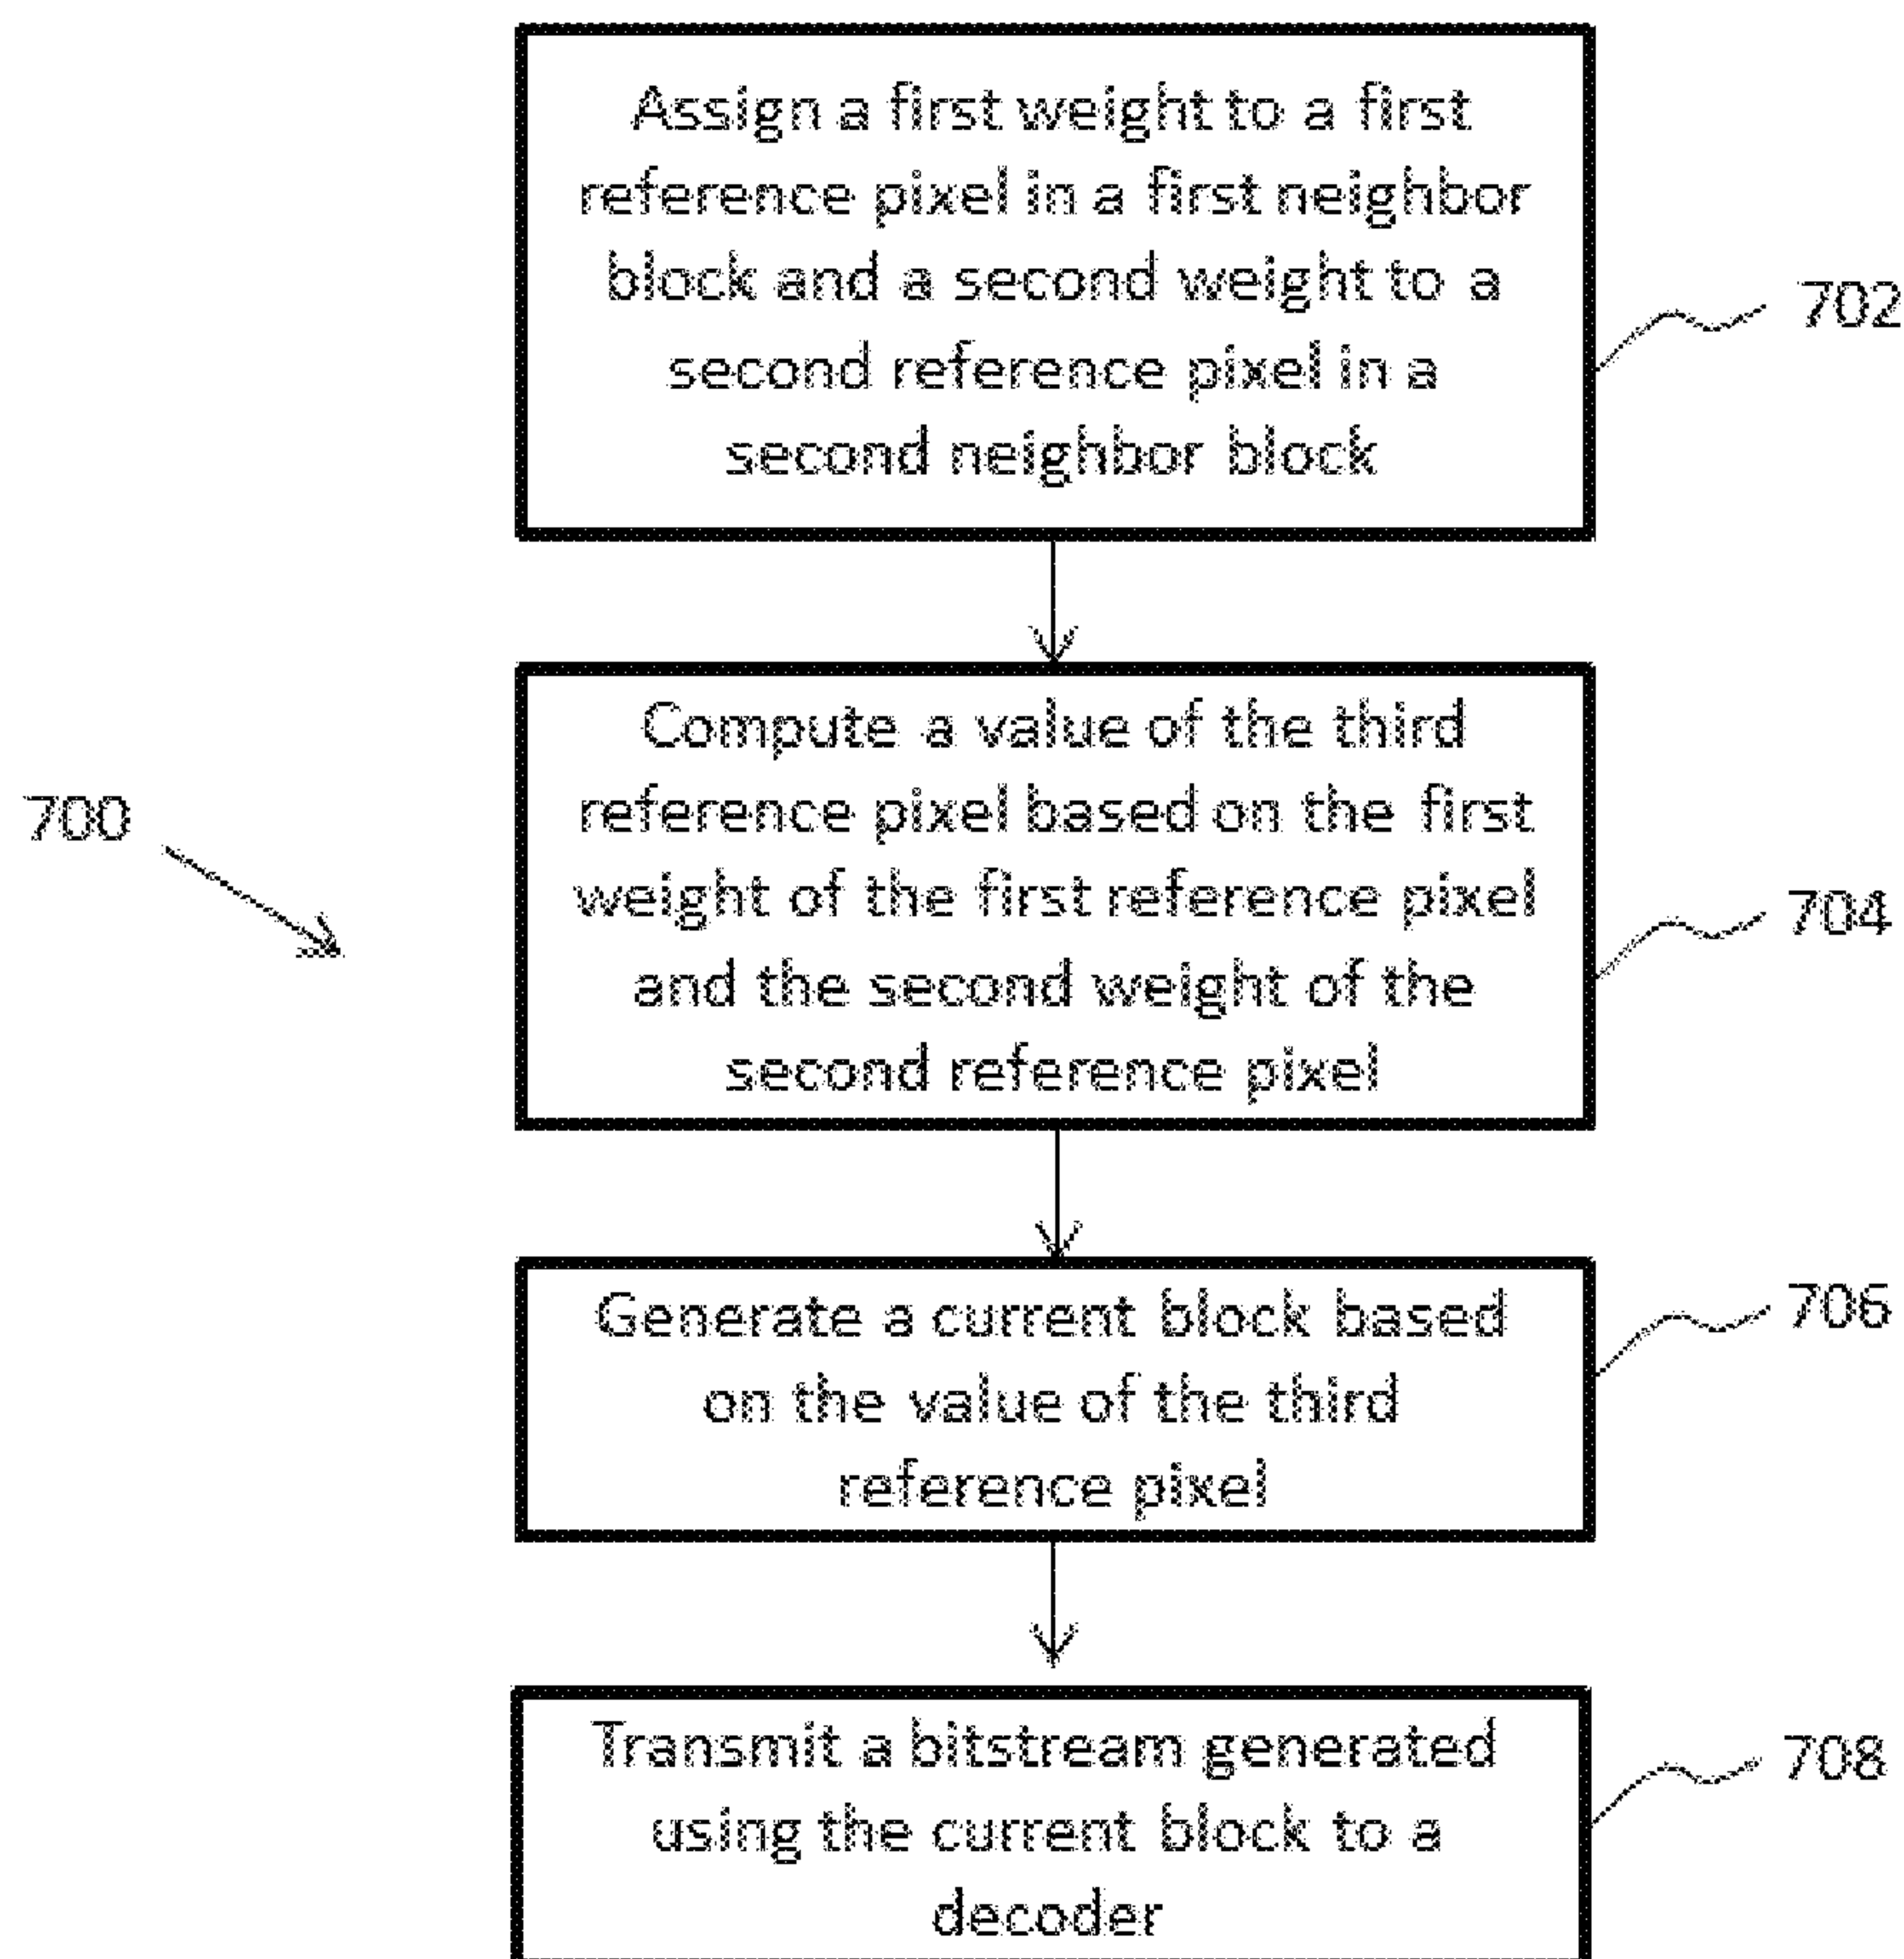 Assign a first weight to a first
reference pixel in a first neighbor
block and a second weight to a
second reference pixel in a
second neighbor block
702
Compute a value of the third
reference pixel based on the first
weight of the first reference pixel
and the second weight of the
second reference pixel
700
704
Generate a current block based
on the value of the third
reference pixel
706
Transmit a bitstream generated
using the current block to a
decoder
708